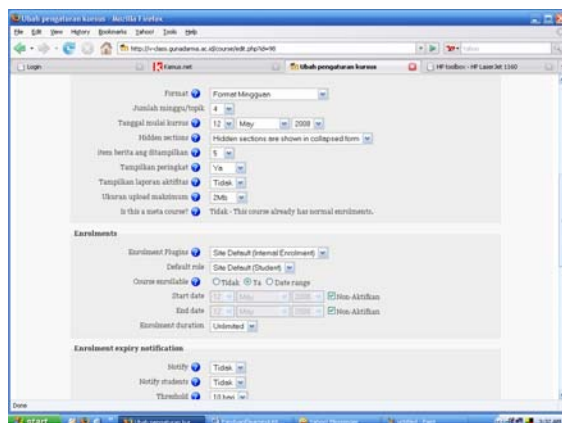 Ubah pengaturan kursus - Mozilla Firefox
File Edit View History Bookmarks Yahoo! Tools Help
http://v-class.gunadarma.ac.id/course/edit.php?id=90
Login Kamus.net Ubah pengaturan kursus HP toolbox - HP LaserJet 1160
Format Format Mingguan
Jumlah minggu/topik 4
Tanggal mulai kursus 12 May 2008
Hidden sections Hidden sections are shown in collapsed form
item berita ang ditampilkan 5
Tampilkan peringkat Ya
Tampilkan laporan aktifitas Tidak
Ukuran upload maksimum 2Mb
Is this a meta course? Tidak - This course already has normal enrolments.
Enrolments
Enrolment Plugins Site Default (Internal Enrolment)
Default role Site Default (Student)
Course enrollable Tidak Ya Date range
Start date 12 May 2008 Non-Aktifkan
End date 12 May 2008 Non-Aktifkan
Enrolment duration Unlimited
Enrolment expiry notification
Notify Tidak
Notify students Tidak
Threshold 10 hari
Done
start